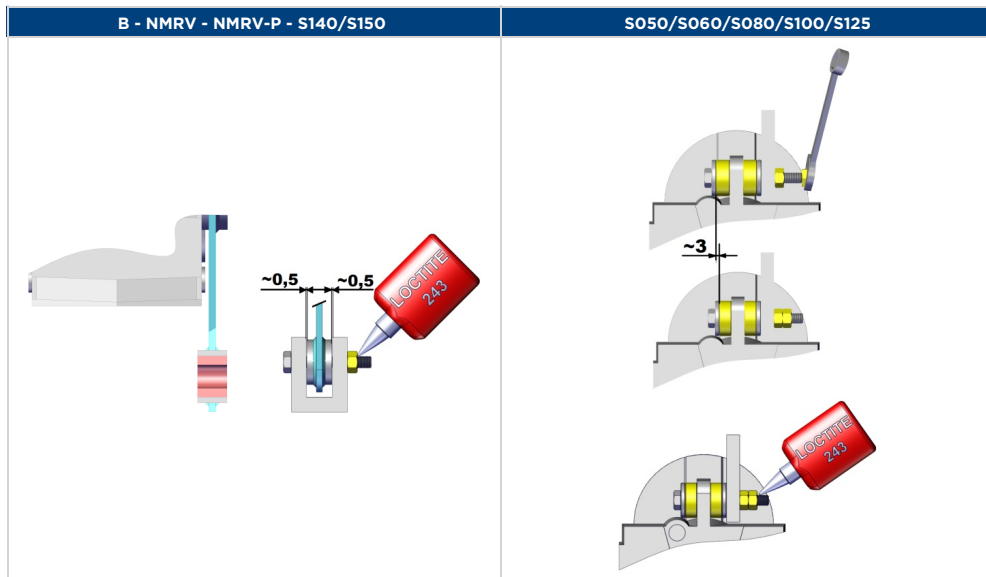 B - NMRV - NMRV-P - S140/S150
S050/S060/S080/S100/S125
~0,5
~0,5
LOCTITE
243
~3
LOCTITE
243